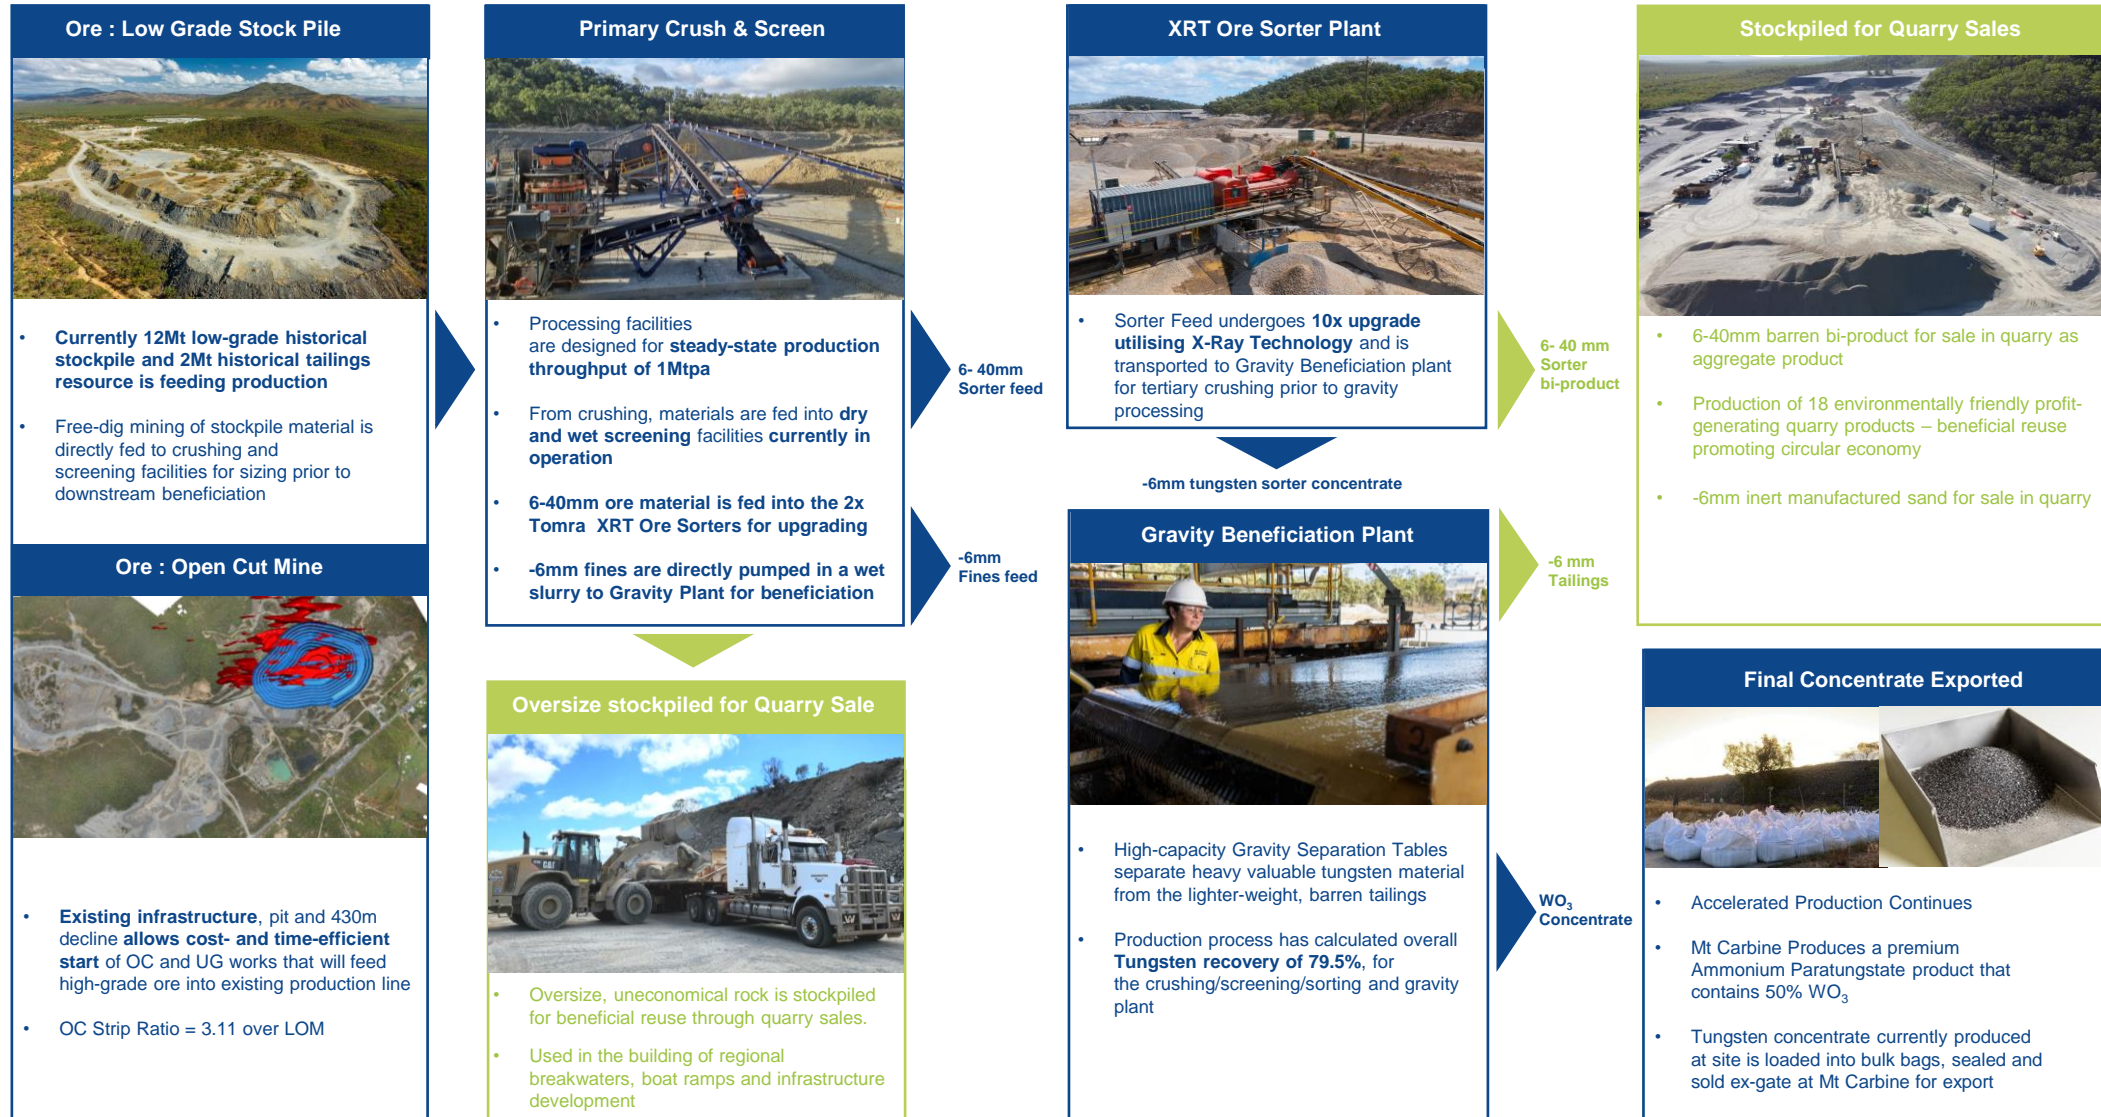 Ore : Low Grade Stock Pile
• Currently 12Mt low-grade historical
stockpile and 2Mt historical tailings
resource is feeding production
• Free-dig mining of stockpile material is
directly fed to crushing and
screening facilities for sizing prior to
downstream beneficiation
Ore : Open Cut Mine
• Existing infrastructure, pit and 430m
decline allows cost- and time-efficient
start of OC and UG works that will feed
high-grade ore into existing production line
• OC Strip Ratio = 3.11 over LOM
Primary Crush & Screen
• Processing facilities
are designed for steady-state production
throughput of 1Mtpa
• From crushing, materials are fed into dry
and wet screening facilities currently in
operation
• 6-40mm ore material is fed into the 2x
Tomra XRT Ore Sorters for upgrading
• -6mm fines are directly pumped in a wet
slurry to Gravity Plant for beneficiation
6- 40mm
Sorter feed
-6mm
Fines feed
Oversize stockpiled for Quarry Sale
• Oversize, uneconomical rock is stockpiled
for beneficial reuse through quarry sales.
• Used in the building of regional
breakwaters, boat ramps and infrastructure
development
XRT Ore Sorter Plant
• Sorter Feed undergoes 10x upgrade
utilising X-Ray Technology and is
transported to Gravity Beneficiation plant
for tertiary crushing prior to gravity
processing
-6mm tungsten sorter concentrate
6- 40 mm
Sorter
bi-product
Gravity Beneficiation Plant
2
• High-capacity Gravity Separation Tables
separate heavy valuable tungsten material
from the lighter-weight, barren tailings
• Production process has calculated overall
Tungsten recovery of 79.5%, for
the crushing/screening/sorting and gravity
plant
-6 mm
Tailings
WO₃
Concentrate
Stockpiled for Quarry Sales
• 6-40mm barren bi-product for sale in quarry as
aggregate product
• Production of 18 environmentally friendly profit-
generating quarry products – beneficial reuse
promoting circular economy
• -6mm inert manufactured sand for sale in quarry
Final Concentrate Exported
• Accelerated Production Continues
• Mt Carbine Produces a premium
Ammonium Paratungstate product that
contains 50% WO₃
• Tungsten concentrate currently produced
at site is loaded into bulk bags, sealed and
sold ex-gate at Mt Carbine for export